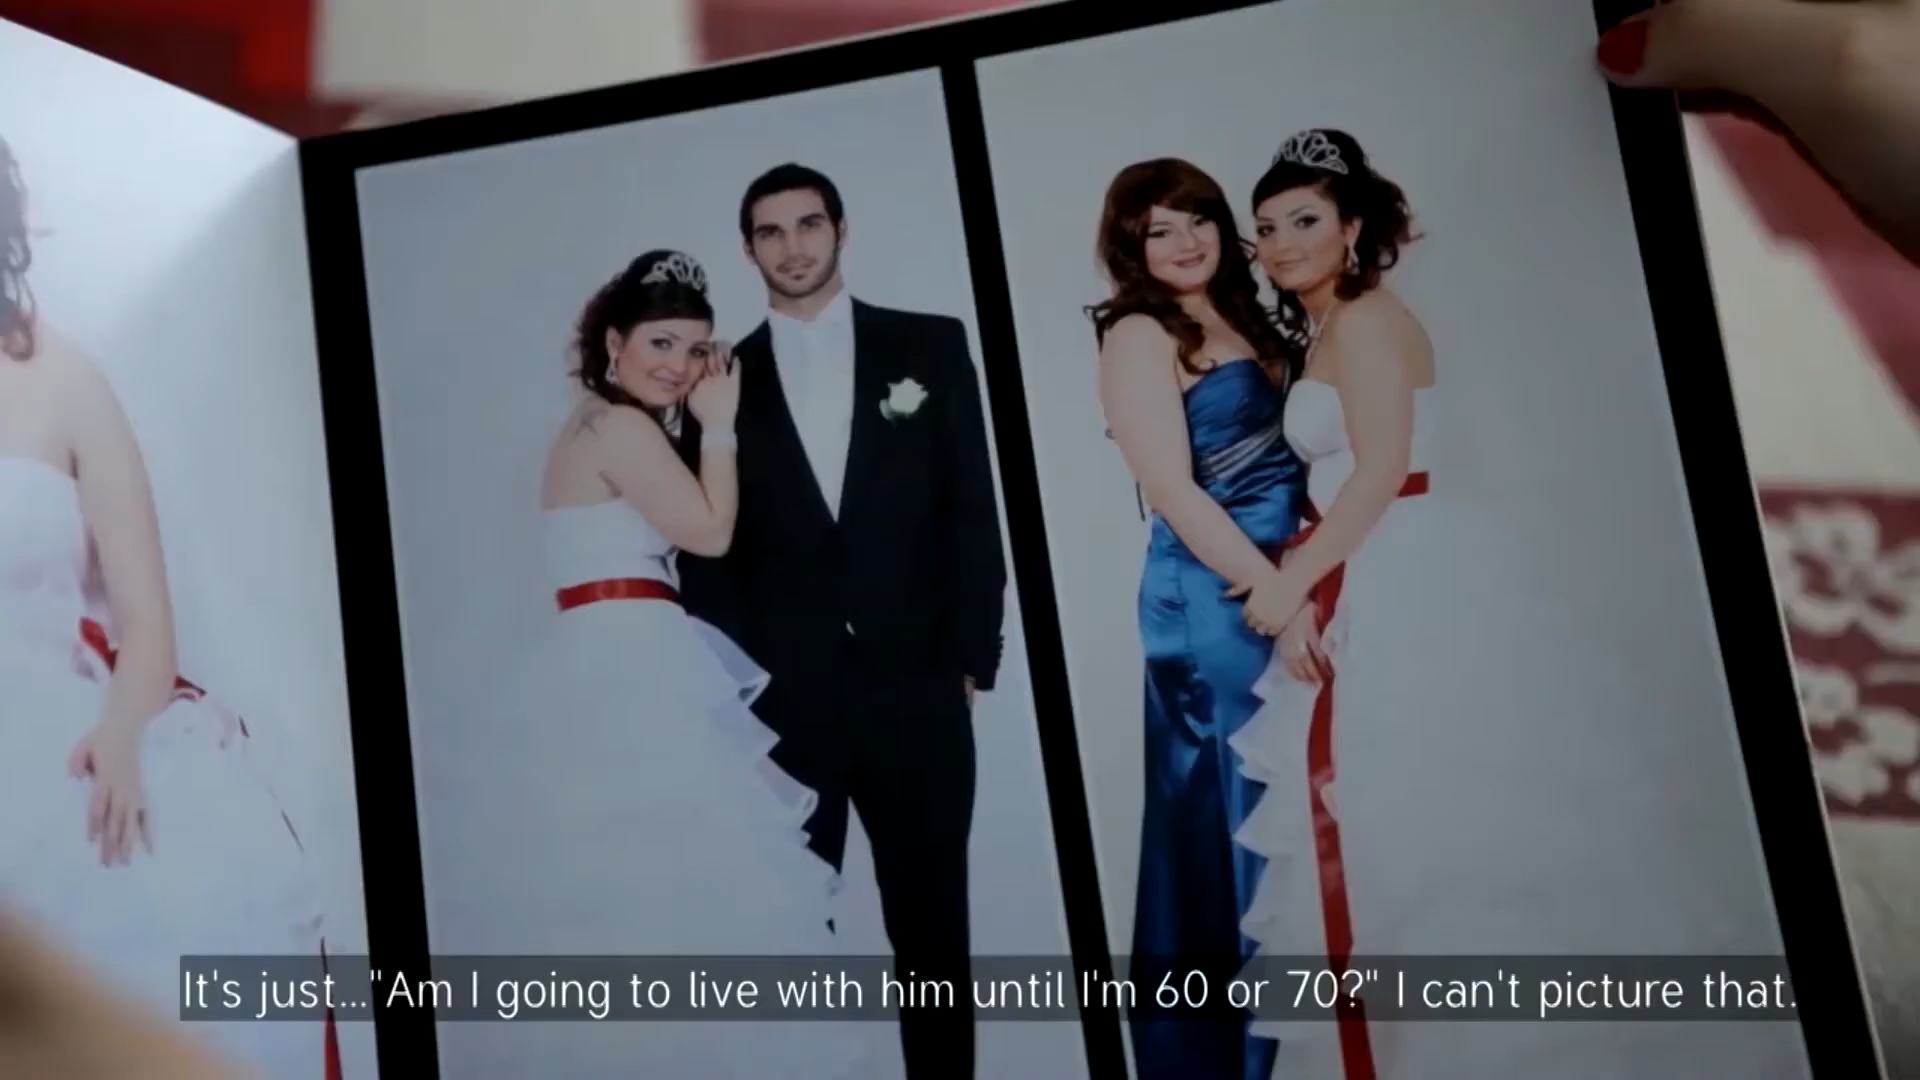 It's just..."Am I going to live with him until I'm 60 or 70?" I can't picture that.